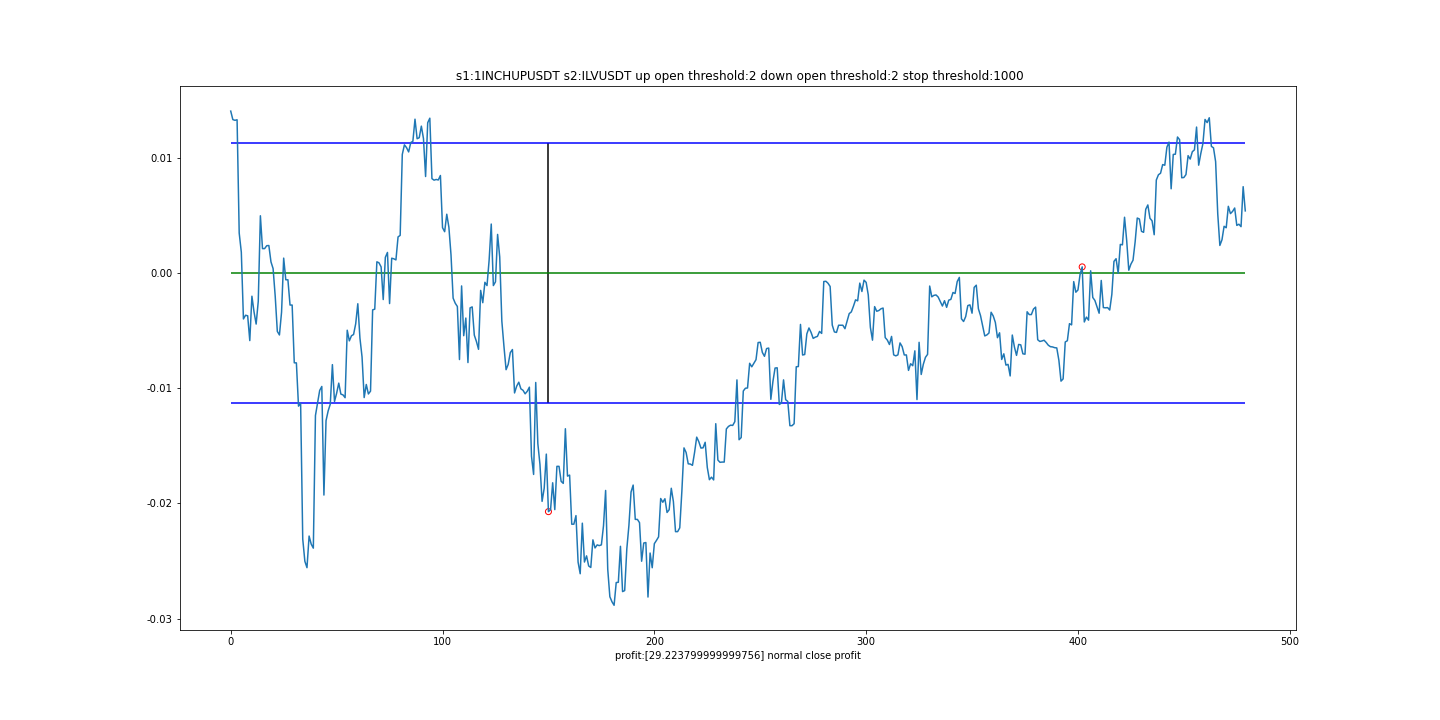 s1:1INCHUPUSDT s2:ILVUSDT up open threshold:2 down open threshold:2 stop threshold:1000
0.01
0.00
-0.01
-0.02
-0.03
0 100 200 300 400 500
profit:[29.223799999999756] normal close profit